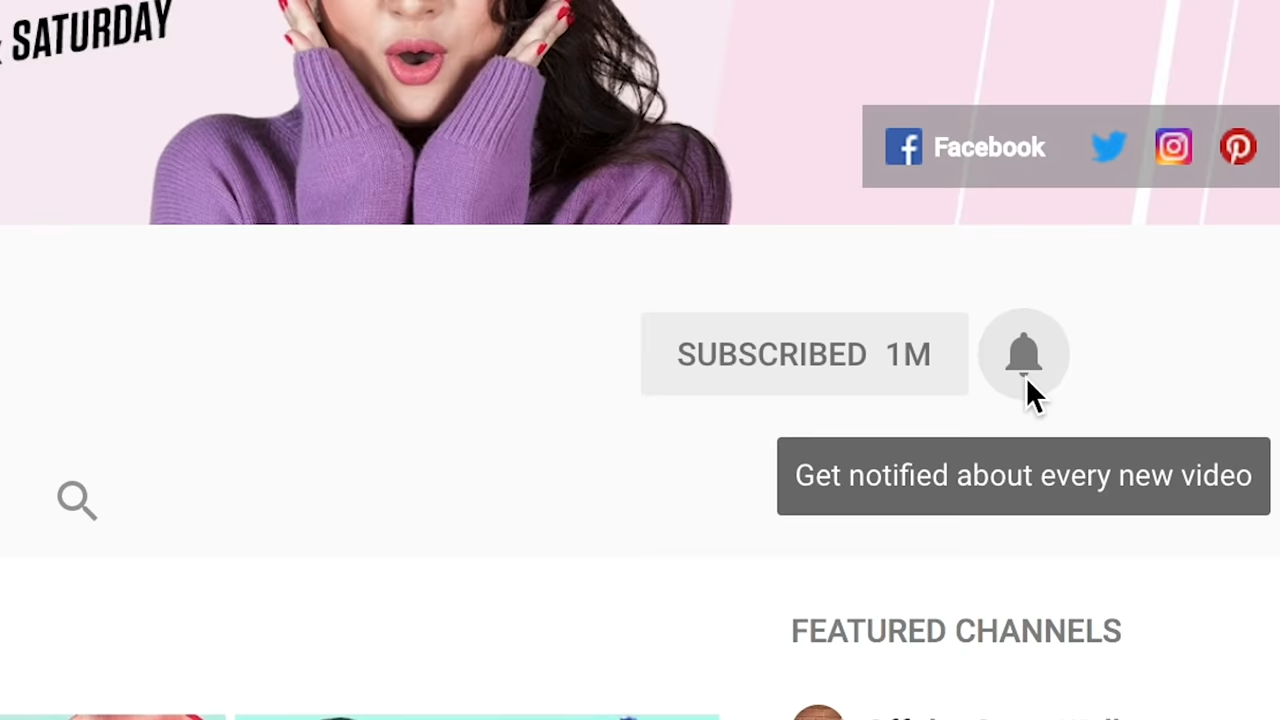 SATURDAY
Facebook
SUBSCRIBED 1M
Get notified about every new video
FEATURED CHANNELS